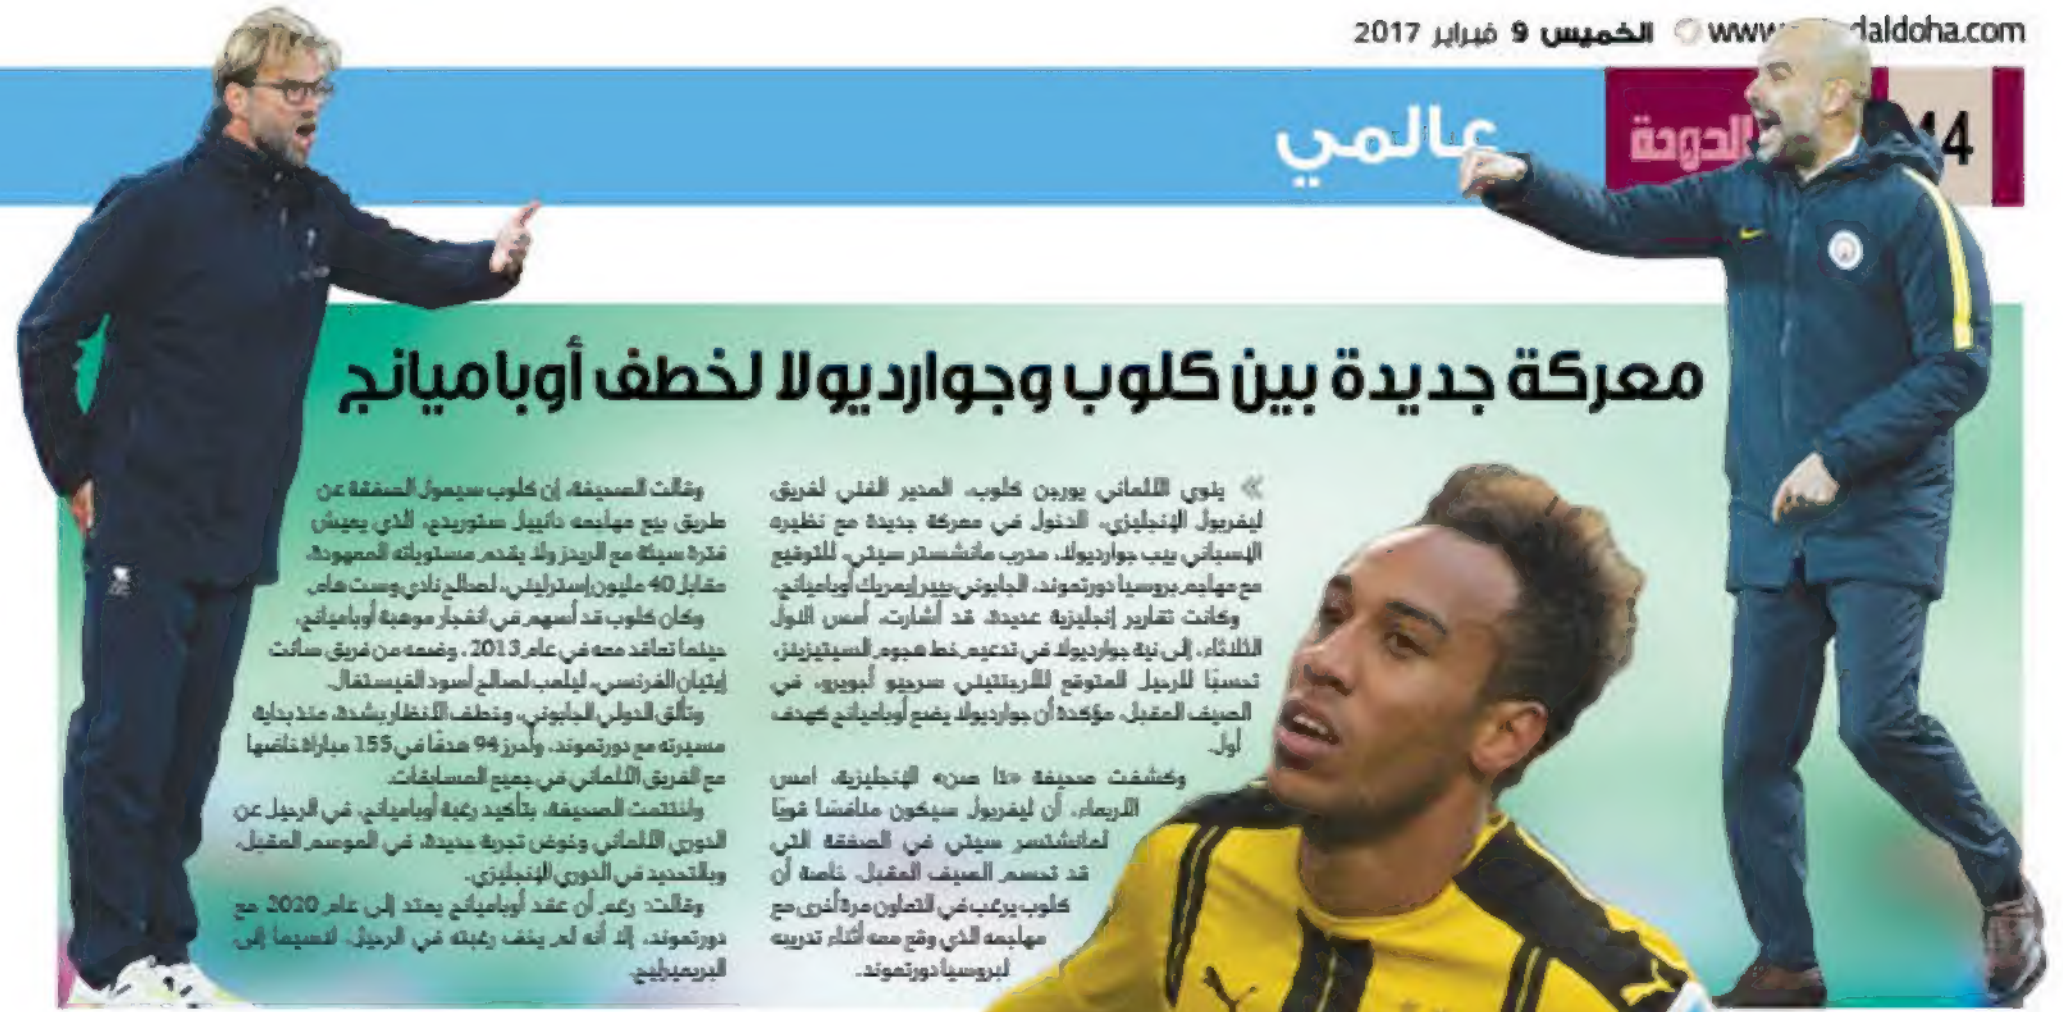 www. daldoha.com الخميس 9 فبراير 2017
44 الدوحة
عالمي
معركة جديدة بين كلوب وجوارديولا لخطف أوباميانج
ينوي الالماني يورجن كلوب، المدير الفني لفريق
ليفربول الإنجليزي، الدخول في معركة جديدة مع نظيره
الإسباني بيب جوارديولا، مدرب مانشستر سيتي، للتوقيع
مع مهاجم بروسيا دورتموند، الجابوني بيير إيمريك أوباميانج.
وكانت تقارير إنجليزية عديدة، قد أشارت، أمس الاول
الثلاثاء، إلى نية جوارديولا في تدعيم خط هجوم السيتيزينز،
تحسبًا للرحيل المتوقع للارجنتيني سرجيو أجويرو، في
الصيف المقبل، مؤكدة أن جوارديولا يضع أوباميانج كهدف
أول.
وكشفت صحيفة «ذا صن» الإنجليزية، امس
الاربعاء، أن ليفربول سيكون منافسًا قويًا
لمانشتسر سيتي في الصفقة التي
قد تحسم الصيف المقبل، خاصة أن
كلوب يرغب في التعاون مرة أخرى مع
مهاجمه الذي وقع معه أثناء تدريبه
لبروسيا دورتموند.
وقالت الصحيفة، إن كلوب سيمول الصفقة عن
طريق بيع مهاجمه دانييل ستوريدج، الذي يعيش
فترة سيئة مع الريدز ولا يقدم مستوياته المعهودة،
مقابل 40 مليون إسترليني، لصالح نادي وست هام.
وكان كلوب قد أسهم في انفجار موهبة أوباميانج،
حينما تعاقد معه في عام 2013، وضمه من فريق سانت
إيتيان الفرنسي، ليلعب لصالح أسود الفيستفال.
وتألق الدولي الجابوني، وخطف الانظار بشدة، منذ بداية
مسيرته مع دورتموند، وأحرز 94 هدفًا في 155 مباراة خاضها
مع الفريق الالماني في جميع المسابقات.
واختتمت الصحيفة، بتأكيد رغبة أوباميانج، في الرحيل عن
الدوري الالماني وخوض تجربة جديدة، في الموسم المقبل،
وبالتحديد في الدوري الإنجليزي.
وقالت: رغم أن عقد أوباميانج يمتد إلى عام 2020 مع
دورتموند، إلا أنه لم يخف رغبته في الرحيل، لاسيما إلى
البريميرليج.